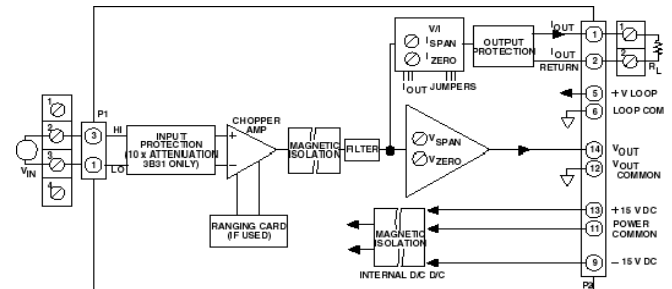 V/I
I SPAN
I ZERO
I OUT JUMPERS
OUTPUT
PROTECTION
I OUT
I OUT
RETURN
1
2
1
2
R L
5
+ V LOOP
6
LOOP COM
P1
1
2
3
4
V IN
3
1
HI
LO
INPUT
PROTECTION
(10 x ATTENUATION
3B31 ONLY)
CHOPPER
AMP
+
−
RANGING CARD
(IF USED)
MAGNETIC
ISOLATION
FILTER
V SPAN
V ZERO
14
V OUT
12
V OUT
COMMON
13
+ 15 V DC
11
POWER
COMMON
9
− 15 V DC
MAGNETIC
ISOLATION
INTERNAL D/C D/C
P2